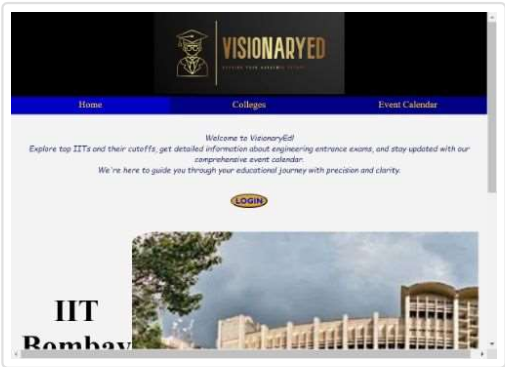 VISIONARYED
Home Colleges Event Calendar
Welcome to VisionaryEd!
Explore top IITs and their cutoffs, get detailed information about engineering entrance exams, and stay updated with our
comprehensive event calendar.
We're here to guide you through your educational journey with precision and clarity.
LOGIN
IIT
Bombay